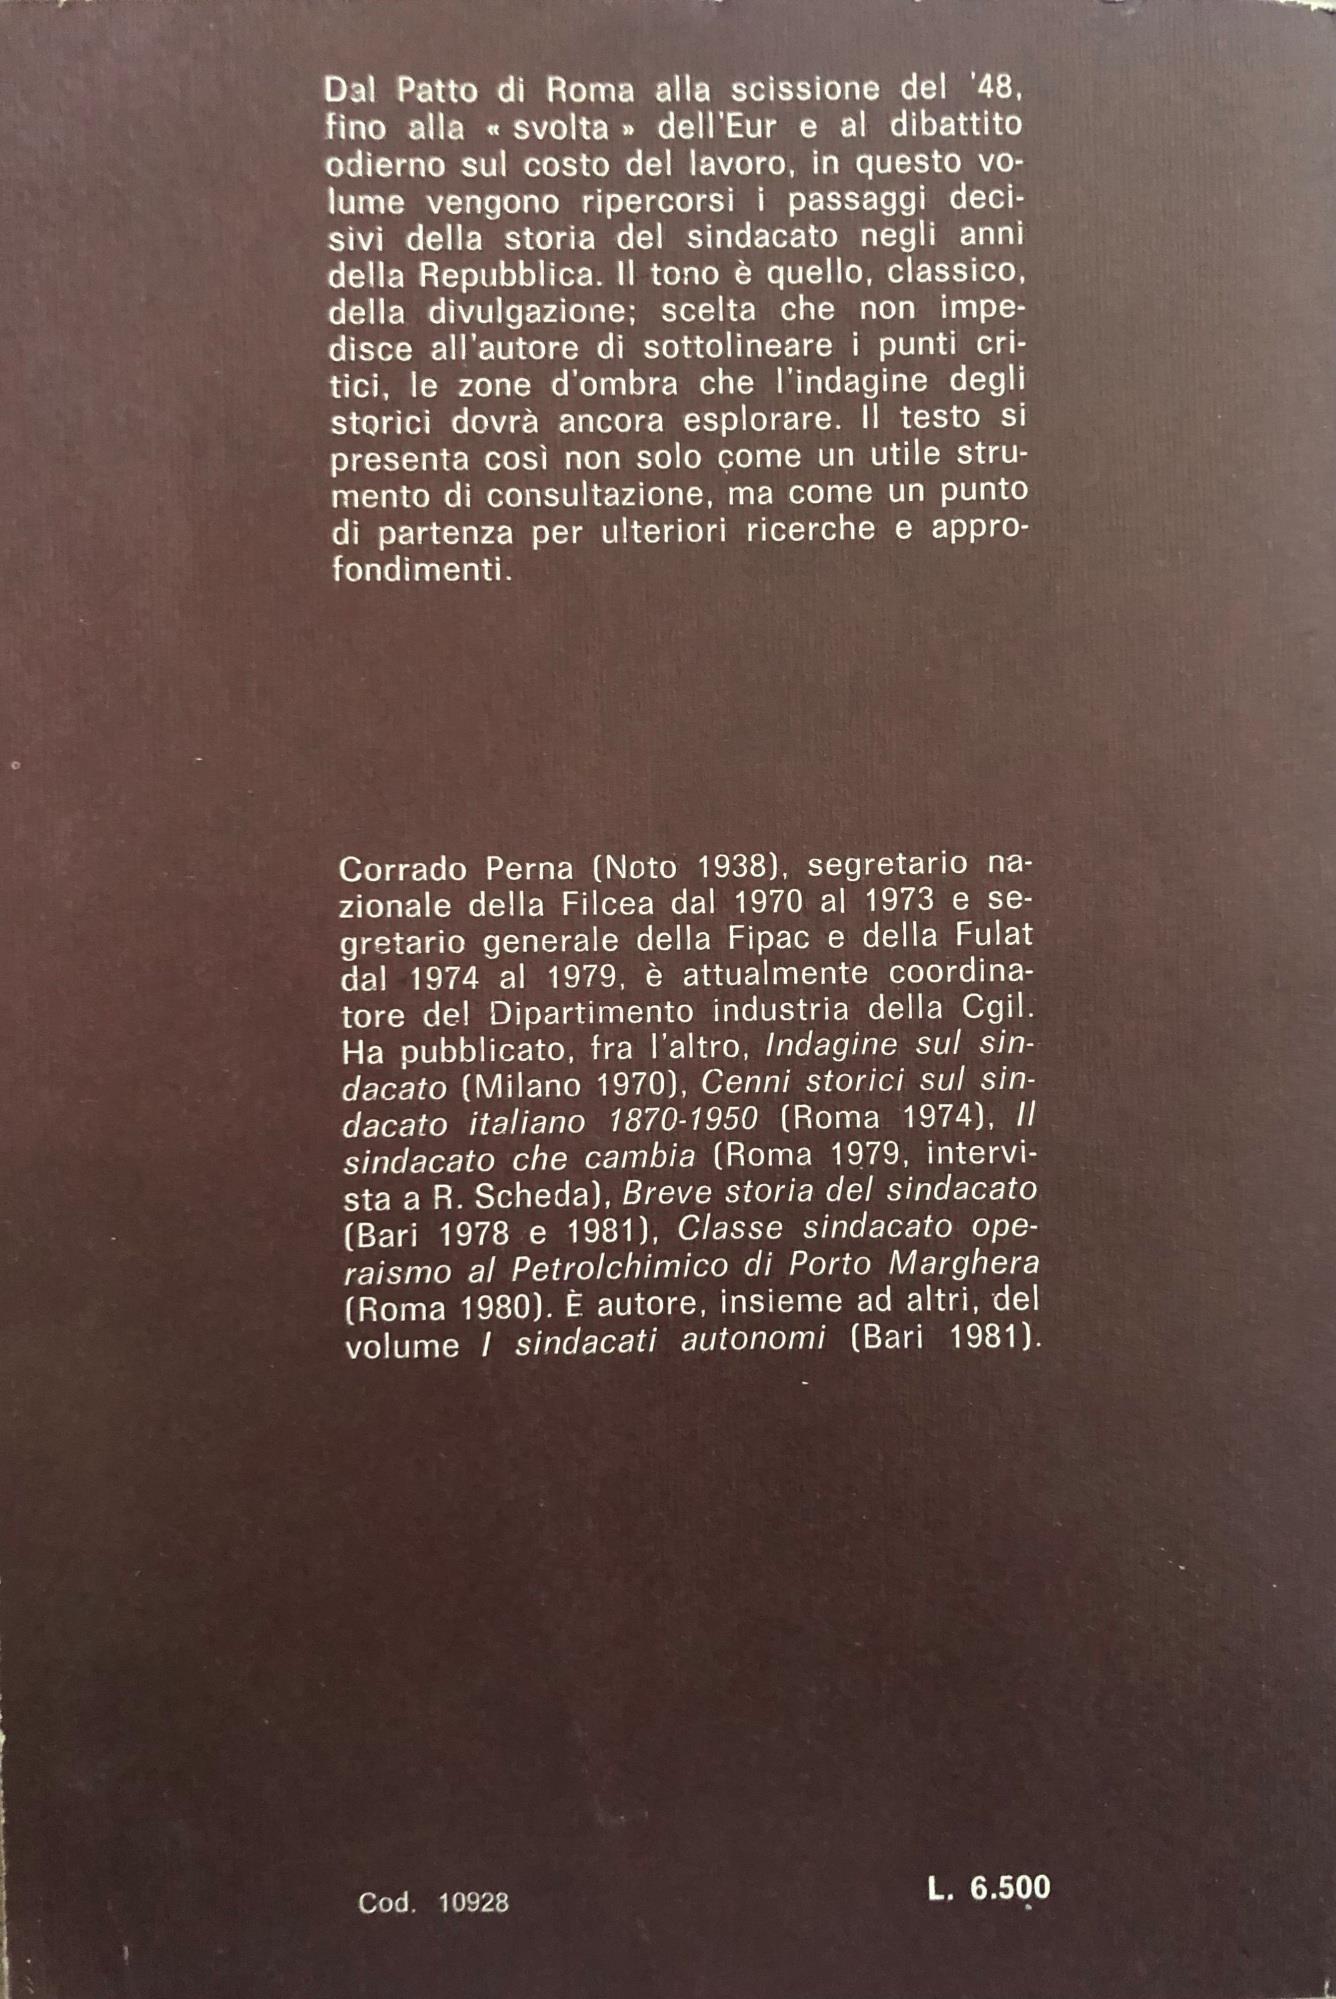 Dal Patto di Roma alla scissione del '48,
fino alla « svolta » dell'Eur e al dibattito
odierno sul costo del lavoro, in questo vo-
lume vengono ripercorsi i passaggi deci-
sivi della storia del sindacato negli anni
della Repubblica. Il tono è quello, classico,
della divulgazione; scelta che non impe-
disce all'autore di sottolineare i punti cri-
tici, le zone d'ombra che l'indagine degli
storici dovrà ancora esplorare. Il testo si
presenta così non solo come un utile stru-
mento di consultazione, ma come un punto
di partenza per ulteriori ricerche e appro-
fondimenti.
Corrado Perna (Noto 1938), segretario na-
zionale della Filcea dal 1970 al 1973 e se-
gretario generale della Fipac e della Fulat
dal 1974 al 1979, è attualmente coordina-
tore del Dipartimento industria della Cgil.
Ha pubblicato, fra l'altro, Indagine sul sin-
dacato (Milano 1970), Cenni storici sul sin-
dacato italiano 1870-1950 (Roma 1974), Il
sindacato che cambia (Roma 1979, intervi-
sta a R. Scheda), Breve storia del sindacato
(Bari 1978 e 1981), Classe sindacato ope-
raismo al Petrolchimico di Porto Marghera
(Roma 1980). È autore, insieme ad altri, del
volume I sindacati autonomi (Bari 1981).
Cod. 10928
L. 6.500